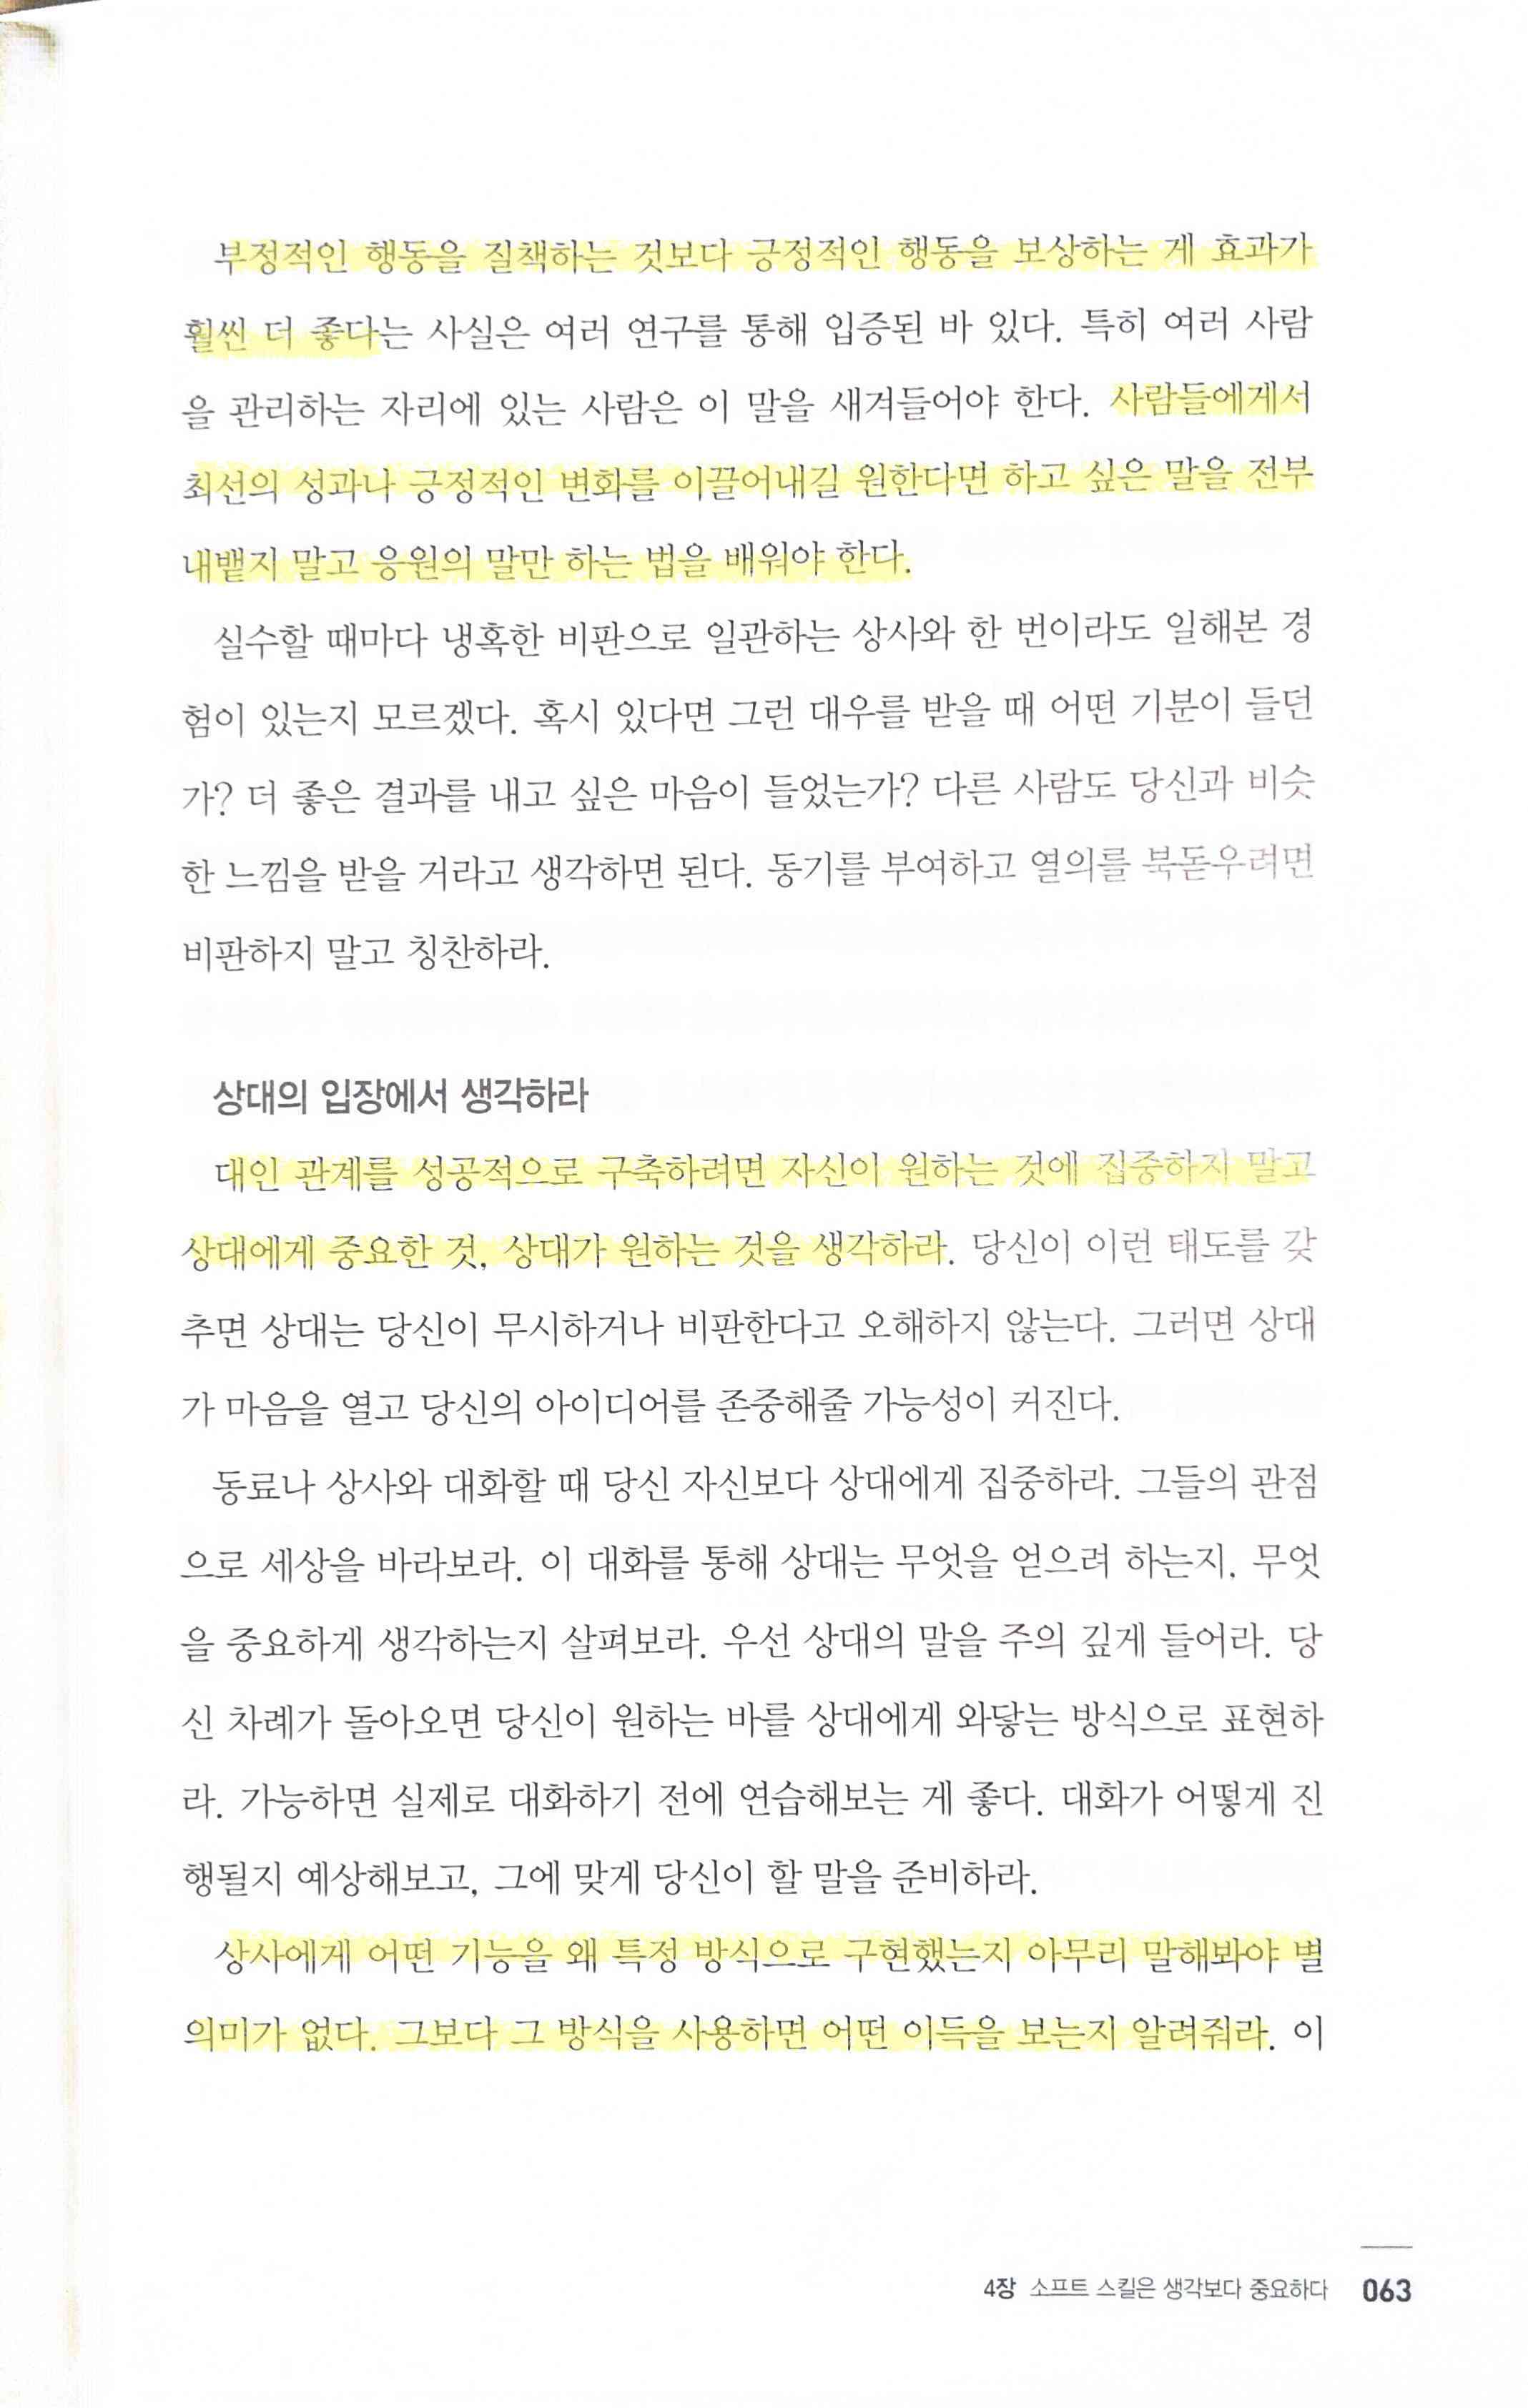 부정적인 행동을 질책하는 것보다 긍정적인 행동을 보상하는 게 효과가
훨씬 더 좋다는 사실은 여러 연구를 통해 입증된 바 있다. 특히 여러 사람
을 관리하는 자리에 있는 사람은 이 말을 새겨들어야 한다. 사람들에게서
최선의 성과나 긍정적인 변화를 이끌어내길 원한다면 하고 싶은 말을 전부
내뱉지 말고 응원의 말만 하는 법을 배워야 한다.
실수할 때마다 냉혹한 비판으로 일관하는 상사와 한 번이라도 일해본 경
험이 있는지 모르겠다. 혹시 있다면 그런 대우를 받을 때 어떤 기분이 들던
가? 더 좋은 결과를 내고 싶은 마음이 들었는가? 다른 사람도 당신과 비슷
한 느낌을 받을 거라고 생각하면 된다. 동기를 부여하고 열의를 북돋우려면
비판하지 말고 칭찬하라.
상대의 입장에서 생각하라
대인 관계를 성공적으로 구축하려면 자신이 원하는 것에 집중하지 말고
상대에게 중요한 것, 상대가 원하는 것을 생각하라. 당신이 이런 태도를 갖
추면 상대는 당신이 무시하거나 비판한다고 오해하지 않는다. 그러면 상대
가 마음을 열고 당신의 아이디어를 존중해줄 가능성이 커진다.
동료나 상사와 대화할 때 당신 자신보다 상대에게 집중하라. 그들의 관점
으로 세상을 바라보라. 이 대화를 통해 상대는 무엇을 얻으려 하는지, 무엇
을 중요하게 생각하는지 살펴보라. 우선 상대의 말을 주의 깊게 들어라. 당
신 차례가 돌아오면 당신이 원하는 바를 상대에게 와닿는 방식으로 표현하
라. 가능하면 실제로 대화하기 전에 연습해보는 게 좋다. 대화가 어떻게 진
행될지 예상해보고, 그에 맞게 당신이 할 말을 준비하라.
상사에게 어떤 기능을 왜 특정 방식으로 구현했는지 아무리 말해봐야 별
의미가 없다. 그보다 그 방식을 사용하면 어떤 이득을 보는지 알려줘라. 이
4장 소프트 스킬은 생각보다 중요하다 063